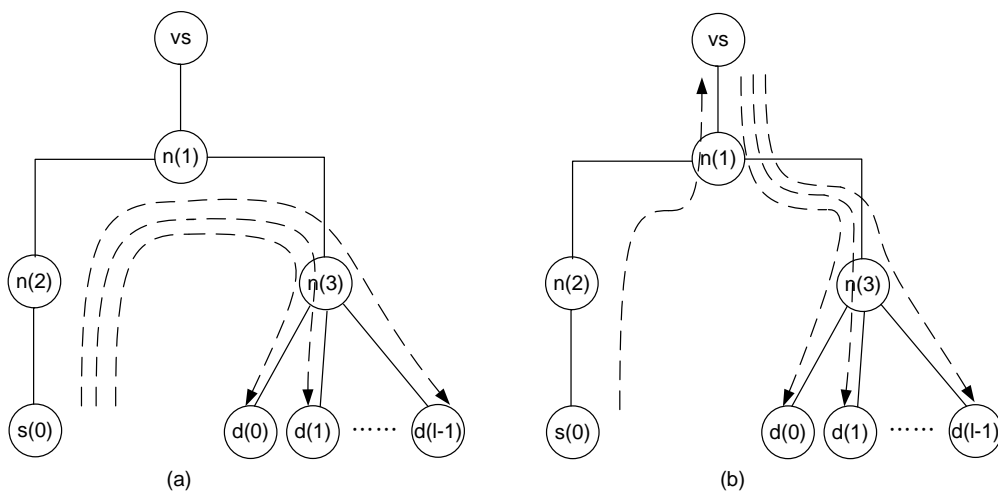 vs
n(1)
n(2)
n(3)
s(0)
d(0)
d(1)
······
d(l-1)
(a)
vs
n(1)
n(2)
n(3)
s(0)
d(0)
d(1)
······
d(l-1)
(b)